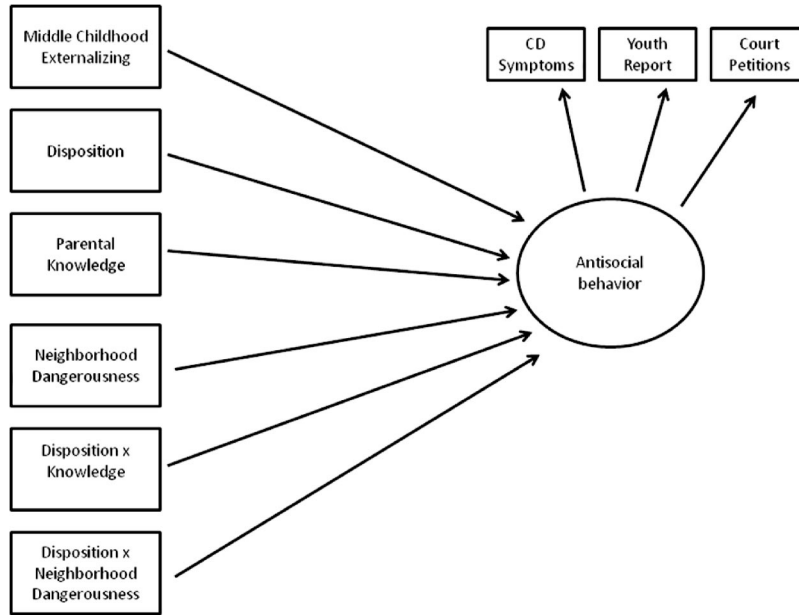 Middle Childhood
Externalizing
Disposition
Parental
Knowledge
Neighborhood
Dangerousness
Disposition x
Knowledge
Disposition x
Neighborhood
Dangerousness
CD
Symptoms
Youth
Report
Court
Petitions
Antisocial
behavior